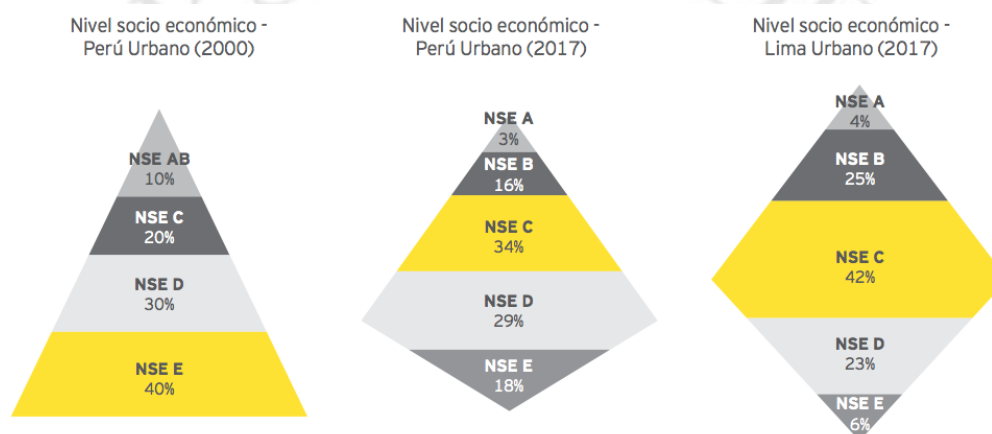 Nivel socio económico -
Perú Urbano (2000)
NSE AB
10%
NSE C
20%
NSE D
30%
NSE E
40%
Nivel socio económico -
Perú Urbano (2017)
NSE A
3%
NSE B
16%
NSE C
34%
NSE D
29%
NSE E
18%
Nivel socio económico -
Lima Urbano (2017)
NSE A
4%
NSE B
25%
NSE C
42%
NSE D
23%
NSE E
6%